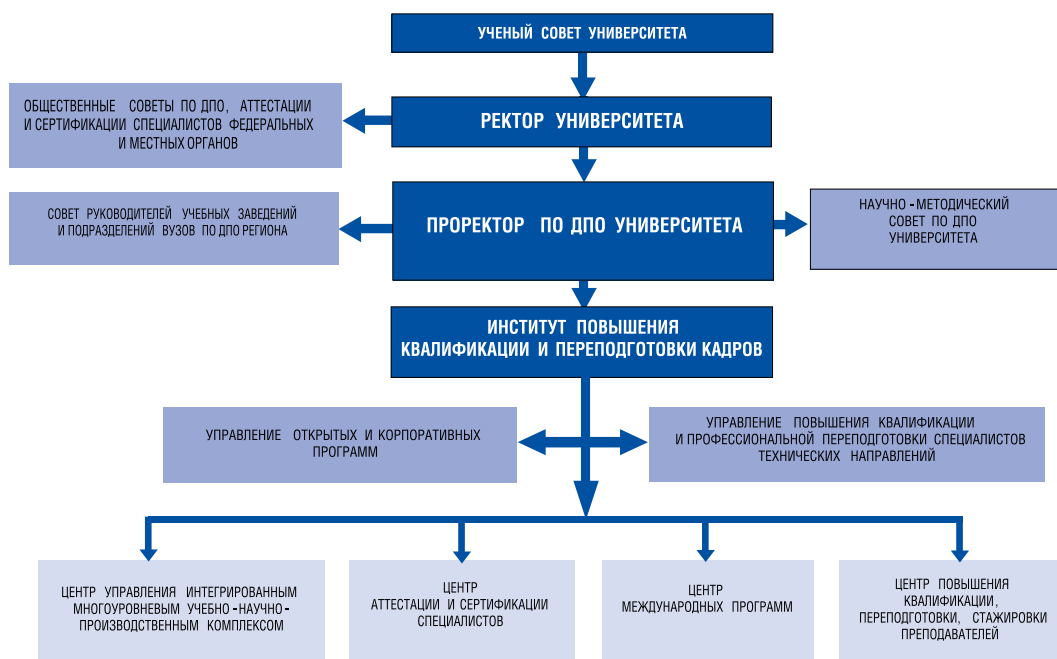 УЧЕНЫЙ СОВЕТ УНИВЕРСИТЕТА
ОБЩЕСТВЕННЫЕ СОВЕТЫ ПО ДПО, АТТЕСТАЦИИ
И СЕРТИФИКАЦИИ СПЕЦИАЛИСТОВ ФЕДЕРАЛЬНЫХ
И МЕСТНЫХ ОРГАНОВ
РЕКТОР УНИВЕРСИТЕТА
СОВЕТ РУКОВОДИТЕЛЕЙ УЧЕБНЫХ ЗАВЕДЕНИЙ
И ПОДРАЗДЕЛЕНИЙ ВУЗОВ ПО ДПО РЕГИОНА
ПРОРЕКТОР ПО ДПО УНИВЕРСИТЕТА
НАУЧНО - МЕТОДИЧЕСКИЙ
СОВЕТ ПО ДПО
УНИВЕРСИТЕТА
ИНСТИТУТ ПОВЫШЕНИЯ
КВАЛИФИКАЦИИ И ПЕРЕПОДГОТОВКИ КАДРОВ
УПРАВЛЕНИЕ ОТКРЫТЫХ И КОРПОРАТИВНЫХ
ПРОГРАММ
УПРАВЛЕНИЕ ПОВЫШЕНИЯ КВАЛИФИКАЦИИ
И ПРОФЕССИОНАЛЬНОЙ ПЕРЕПОДГОТОВКИ СПЕЦИАЛИСТОВ
ТЕХНИЧЕСКИХ НАПРАВЛЕНИЙ
ЦЕНТР УПРАВЛЕНИЯ ИНТЕГРИРОВАННЫМ
МНОГОУРОВНЕВЫМ УЧЕБНО - НАУЧНО -
ПРОИЗВОДСТВЕННЫМ КОМПЛЕКСОМ
ЦЕНТР
АТТЕСТАЦИИ И СЕРТИФИКАЦИИ
СПЕЦИАЛИСТОВ
ЦЕНТР
МЕЖДУНАРОДНЫХ ПРОГРАММ
ЦЕНТР ПОВЫШЕНИЯ
КВАЛИФИКАЦИИ,
ПЕРЕПОДГОТОВКИ, СТАЖИРОВКИ
ПРЕПОДАВАТЕЛЕЙ